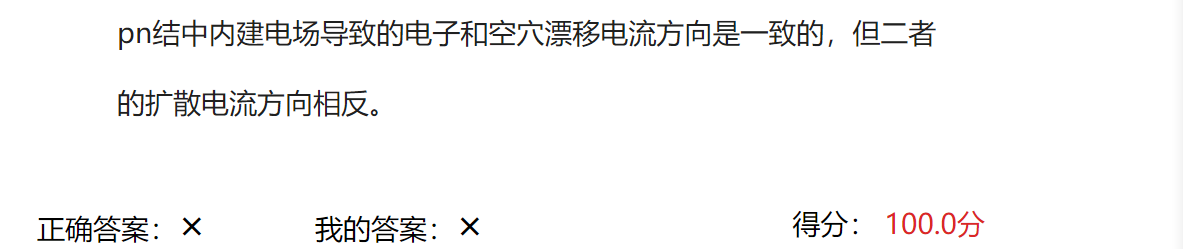 pn结中内建电场导致的电子和空穴漂移电流方向是一致的，但二者
的扩散电流方向相反。
正确答案：✕ 我的答案：✕ 得分： 100.0分